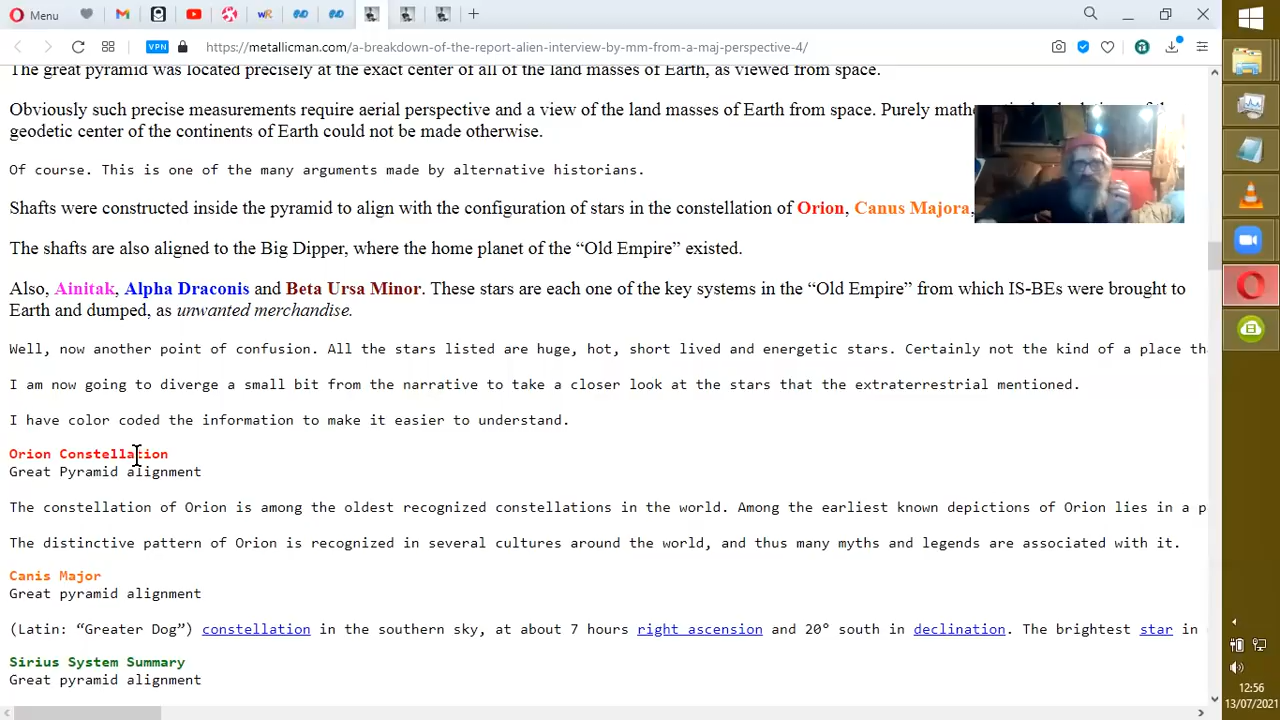 Menu
VPN
https://metallicman.com/a-breakdown-of-the-report-alien-interview-by-mm-from-a-maj-perspective-4/
The great pyramid was located precisely at the exact center of all of the land masses of Earth, as viewed from space.
Obviously such precise measurements require aerial perspective and a view of the land masses of Earth from space. Purely
geodetic center of the continents of Earth could not be made otherwise.
Of course. This is one of the many arguments made by alternative historians.
Shafts were constructed inside the pyramid to align with the configuration of stars in the constellation of Orion, Canus Majora,
The shafts are also aligned to the Big Dipper, where the home planet of the “Old Empire” existed.
Also, Ainitak, Alpha Draconis and Beta Ursa Minor. These stars are each one of the key systems in the “Old Empire” from which IS-BEs were brought to
Earth and dumped, as unwanted merchandise.
Well, now another point of confusion. All the stars listed are huge, hot, short lived and energetic stars. Certainly not the kind of a place th
I am now going to diverge a small bit from the narrative to take a closer look at the stars that the extraterrestrial mentioned.
I have color coded the information to make it easier to understand.
Orion Constellation
Great Pyramid alignment
The constellation of Orion is among the oldest recognized constellations in the world. Among the earliest known depictions of Orion lies in a p
The distinctive pattern of Orion is recognized in several cultures around the world, and thus many myths and legends are associated with it.
Canis Major
Great pyramid alignment
(Latin: “Greater Dog”) constellation in the southern sky, at about 7 hours right ascension and 20° south in declination. The brightest star in
Sirius System Summary
Great pyramid alignment
12:56
13/07/2021